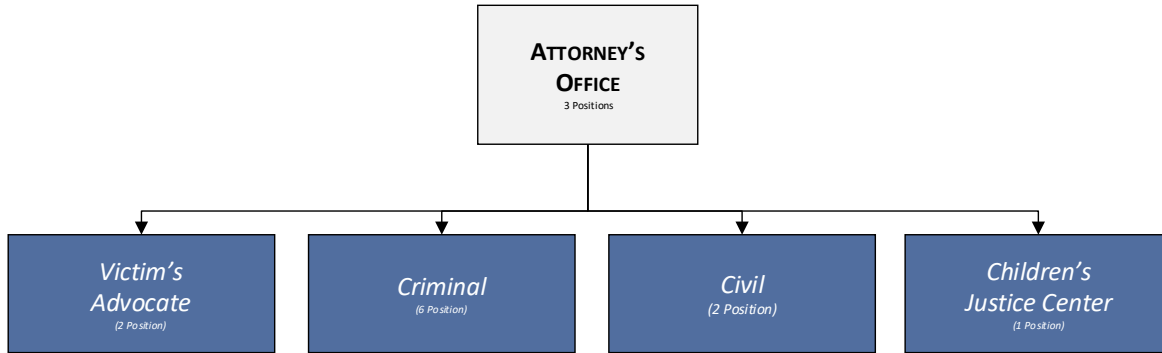 ATTORNEY'S
OFFICE
3 Positions
Victim's
Advocate
(2 Position)
Criminal
(6 Position)
Civil
(2 Position)
Children's
Justice Center
(1 Position)